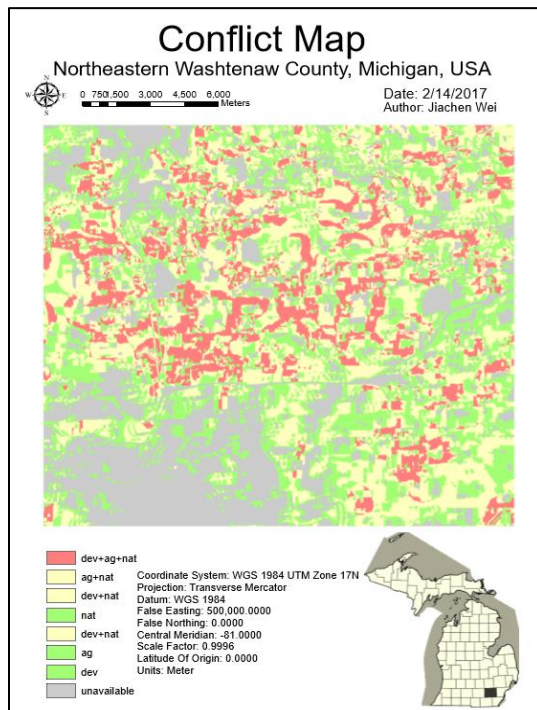 Conflict Map
Northeastern Washtenaw County, Michigan, USA
N
W E
S
0 750 1,500 3,000 4,500 6,000
Meters
Date: 2/14/2017
Author: Jiachen Wei
dev+ag+nat
ag+nat
dev+nat
nat
dev+nat
ag
dev
unavailable
Coordinate System: WGS 1984 UTM Zone 17N
Projection: Transverse Mercator
Datum: WGS 1984
False Easting: 500,000.0000
False Northing: 0.0000
Central Meridian: -81.0000
Scale Factor: 0.9996
Latitude Of Origin: 0.0000
Units: Meter